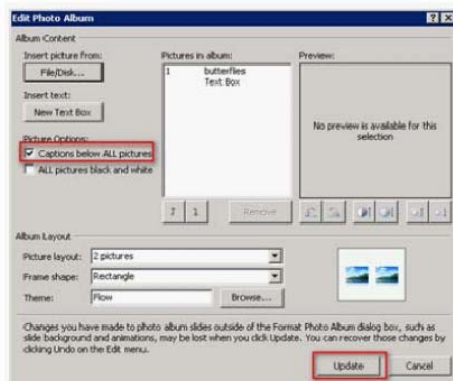 Edit Photo Album
Album Content
Insert picture from:
File/Disk...
Insert text:
New Text Box
Picture Options:
Captions below ALL pictures
ALL pictures black and white
Pictures in album:
1 butterflies
Text Box
Remove
Preview:
No preview is available for this
selection
Album Layout
Picture layout: 2 pictures
Frame shape: Rectangle
Theme: Flow Browse...
Changes you have made to photo album slides outside of the Format Photo Album dialog box, such as
slide background and animations, may be lost when you click Update. You can recover those changes by
clicking Undo on the Edit menu.
Update Cancel